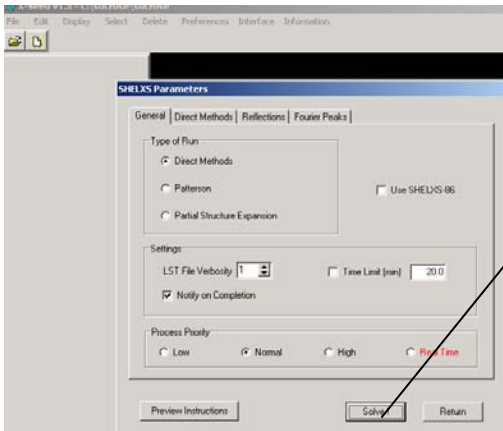 File Edit Display Select Delete Preferences Interface Information
SHELXS Parameters
General Direct Methods Reflections Fourier Peaks
Type of Run
Direct Methods
Patterson
Use SHELXS-86
Partial Structure Expansion
Settings
LST File Verbosity 1
Time Limit [min] 20.0
Notify on Completion
Process Priority
Low Normal High Real Time
Preview Instructions Solve Return